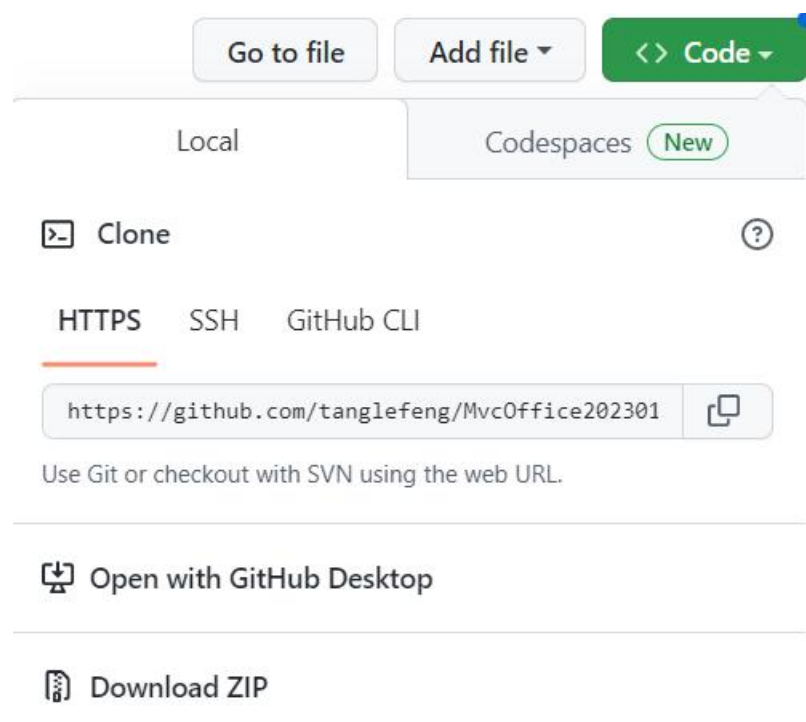 Go to file Add file <> Code
Local Codespaces New
Clone
HTTPS SSH GitHub CLI
https://github.com/tanglefeng/MvcOffice202301
Use Git or checkout with SVN using the web URL.
Open with GitHub Desktop
Download ZIP